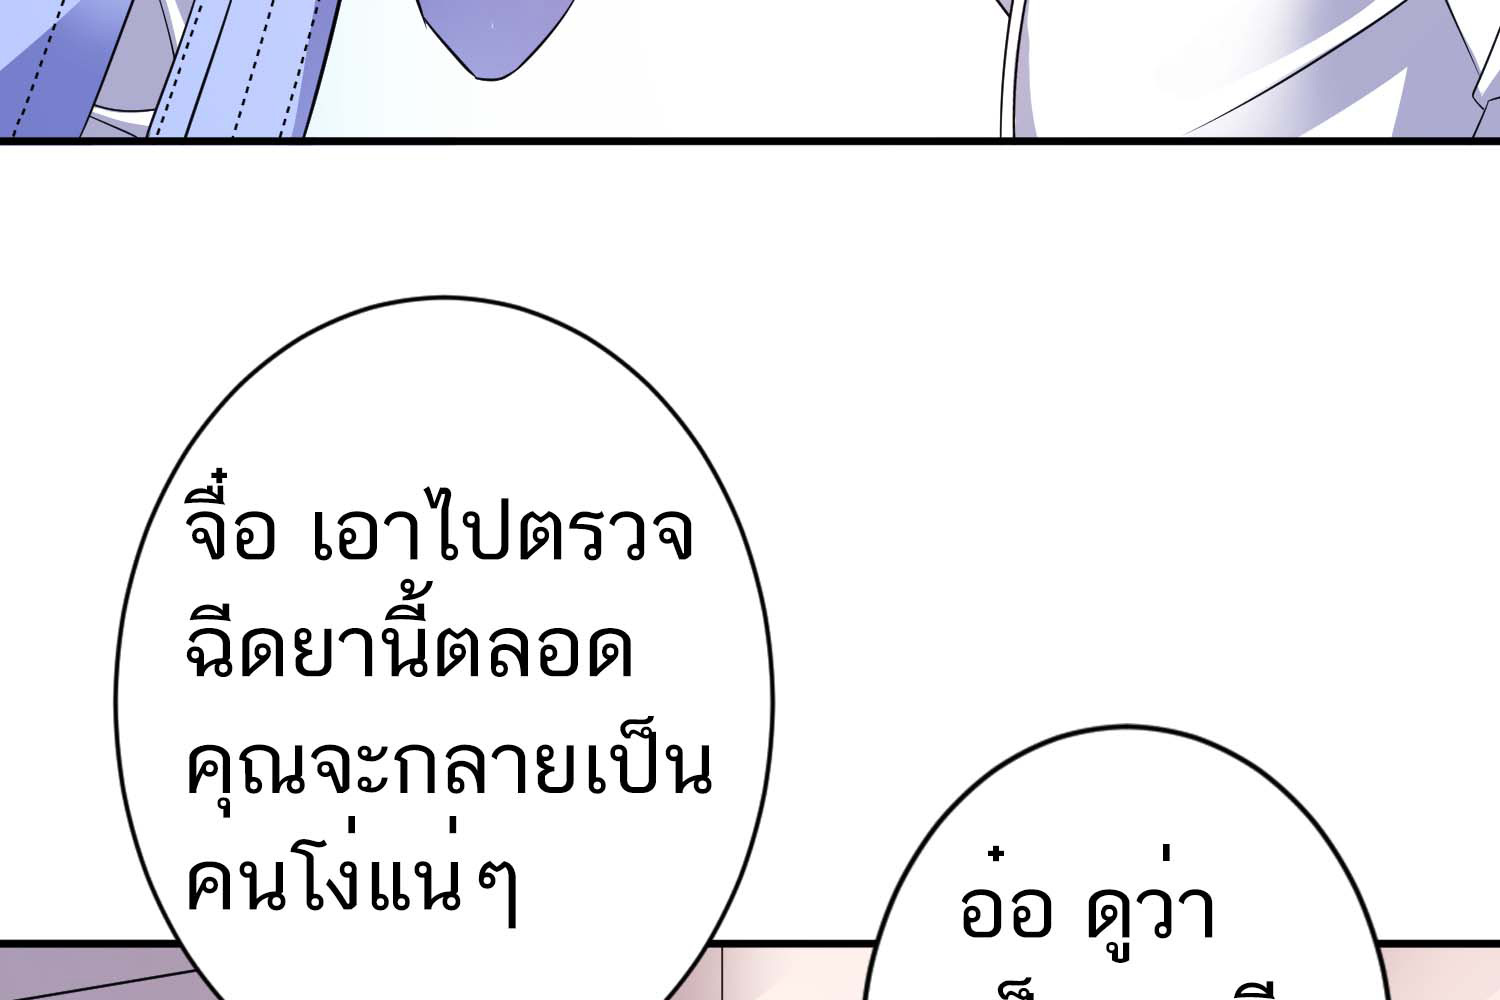 จื๋อ เอาไปตรวจ
ฉีดยานี้ตลอด
คุณจะกลายเป็น
คนโง่แน่ๆ
อ๋อ ดูว่า